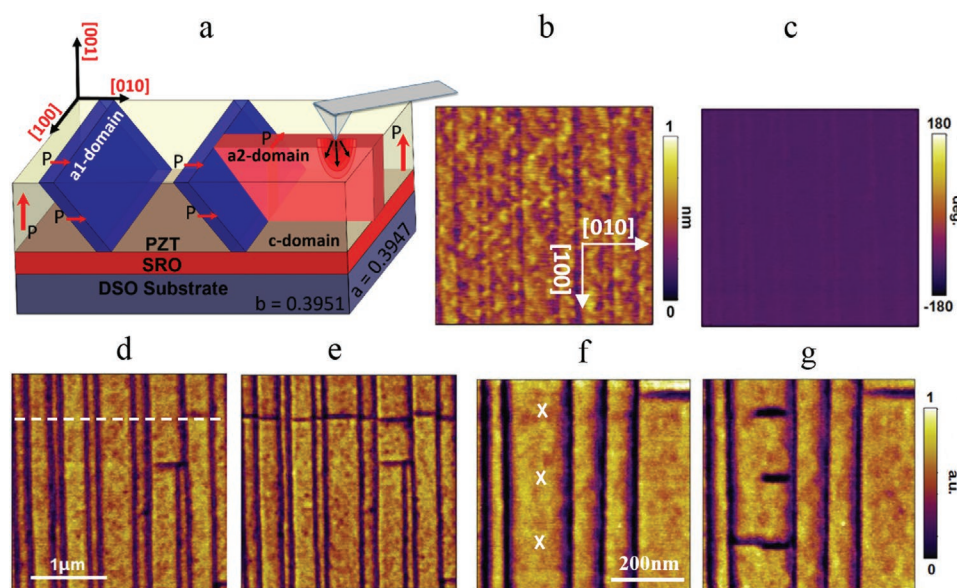 a
b
c
[001]
[010]
[100]
a1-domain
a2-domain
P
P
P
P
P
P
P
c-domain
PZT
SRO
DSO Substrate
b = 0.3951
a = 0.3947
1
nm
0
[010]
[100]
180
deg.
-180
d
e
f
g
X
X
X
1μm
200nm
1
a.u.
0